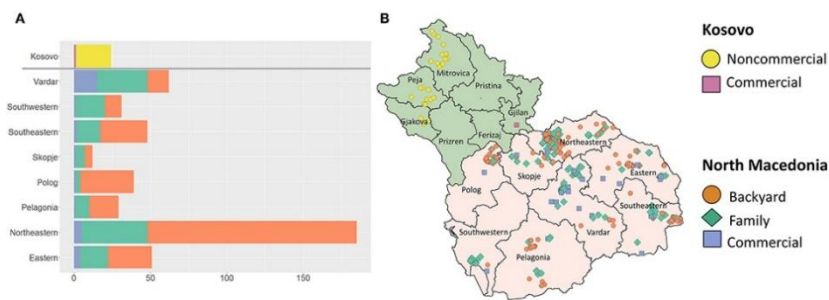 A
Kosovo
Vardar
Southwestern
Southeastern
Skopje
Polog
Pelagonia
Northeastern
Eastern
0
50
100
150
B
Mitrovica
Peja
Pristina
Gjakova
Gjilan
Prizren
Ferizaj
Northeastern
Skopje
Eastern
Polog
Southeastern
Southwestern
Vardar
Pelagonia
Kosovo
Noncommercial
Commercial
North Macedonia
Backyard
Family
Commercial